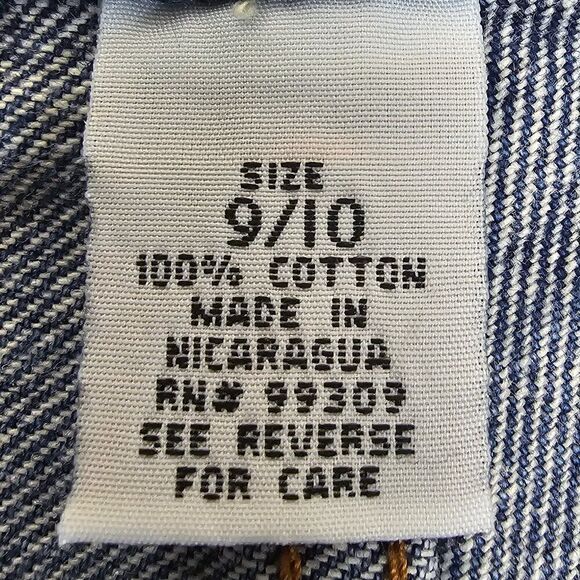 SIZE
9/10
100% COTTON
MADE IN
NICARAGUA
RN# 99309
SEE REVERSE
FOR CARE